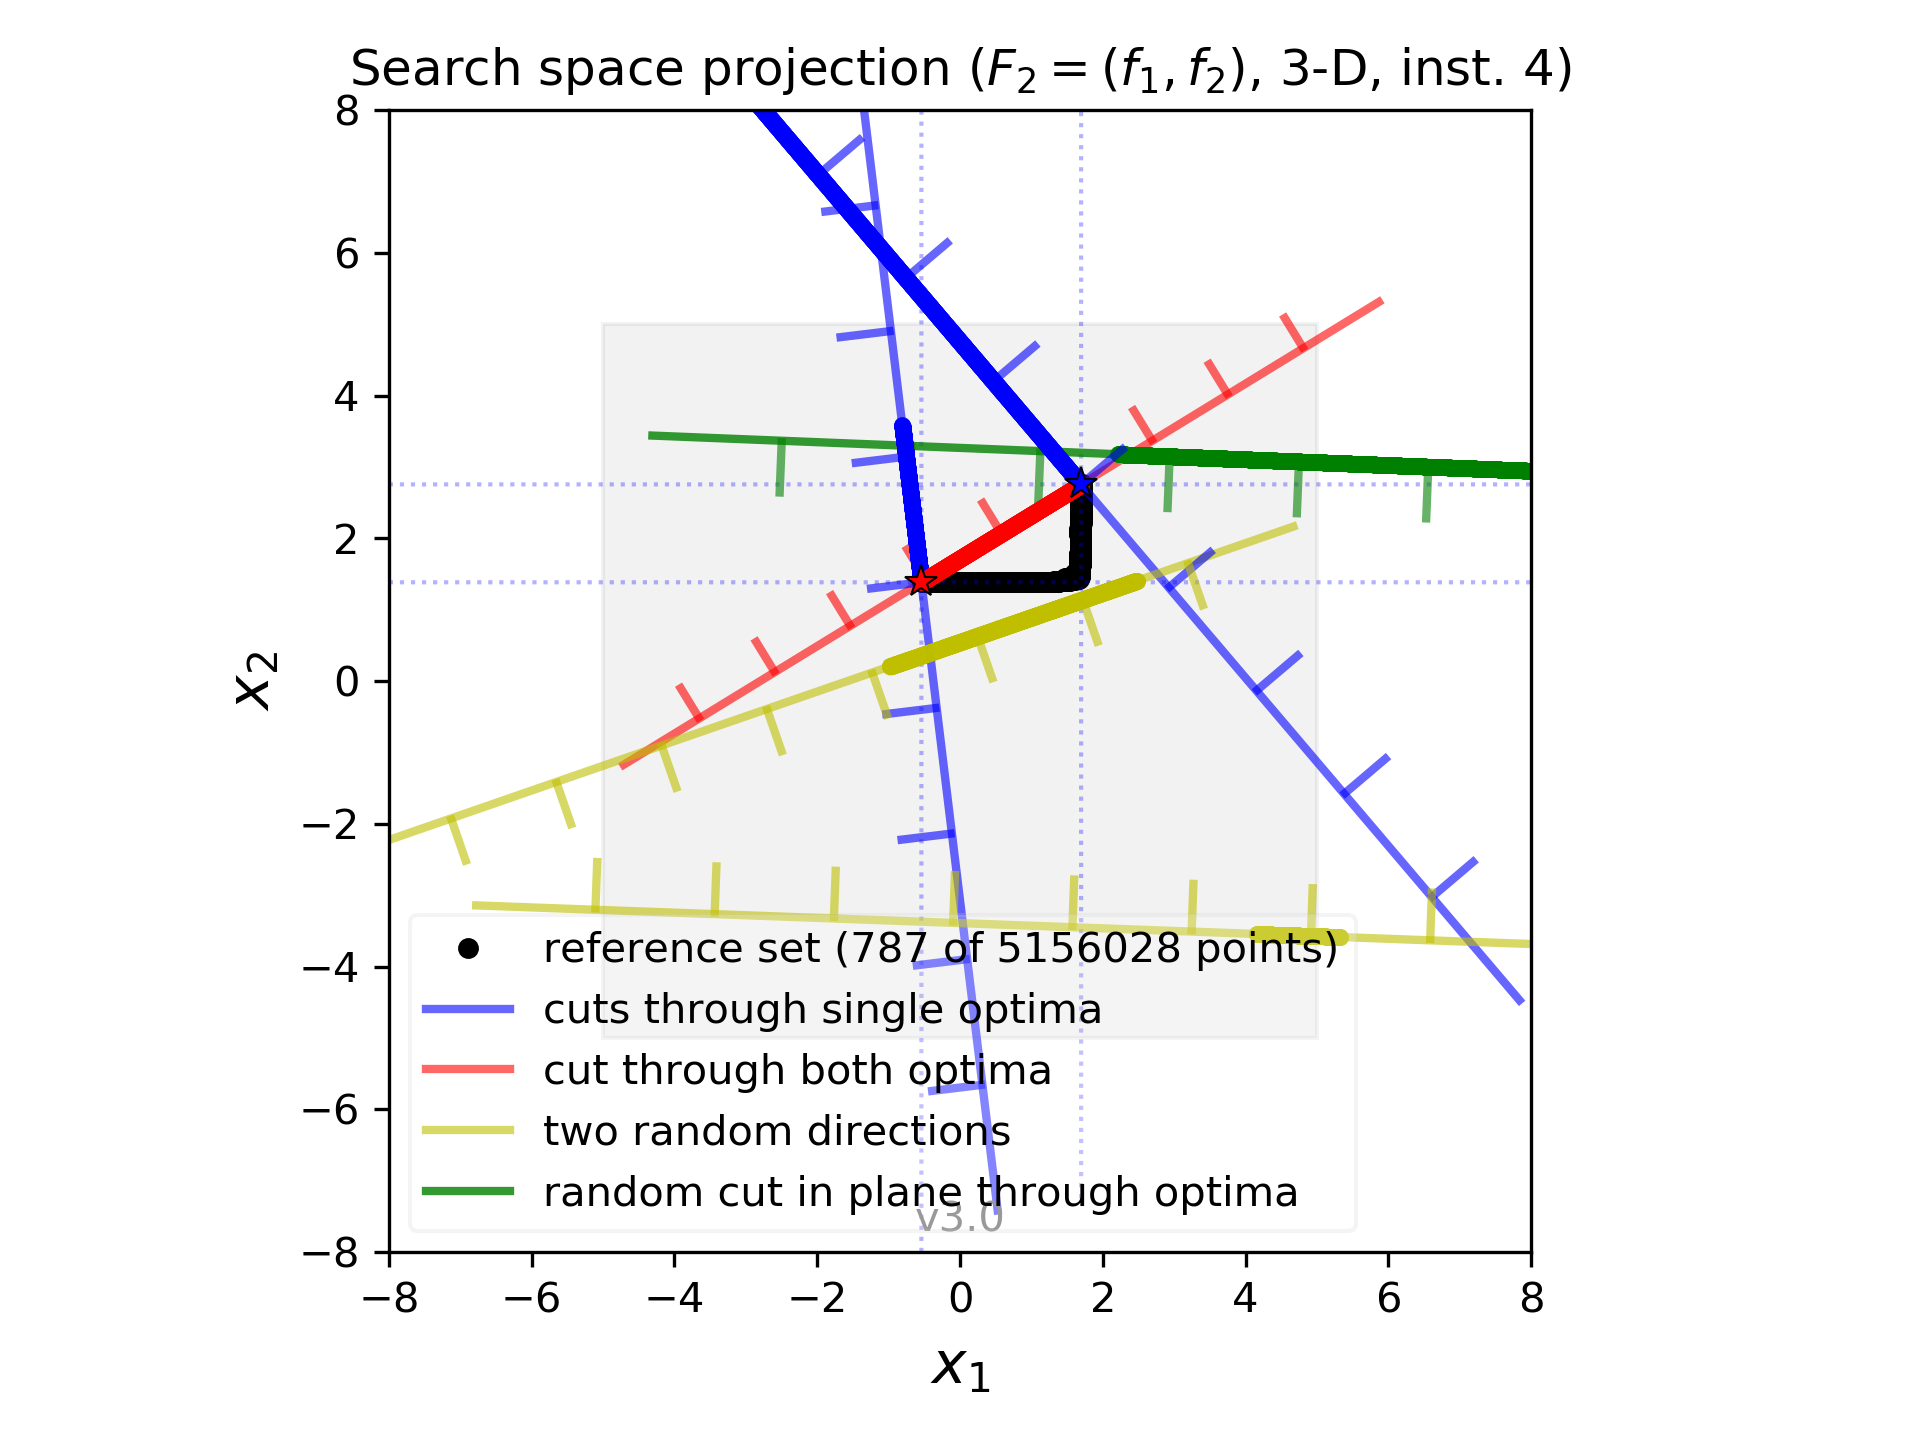 Search space projection (F₂ = (f₁, f₂), 3-D, inst. 4)
8
6
4
2
0
−2
−4
−6
−8
x₂
reference set (787 of 5156028 points)
cuts through single optima
cut through both optima
two random directions
random cut in plane through optima
v3.0
−8 −6 −4 −2 0 2 4 6 8
x₁